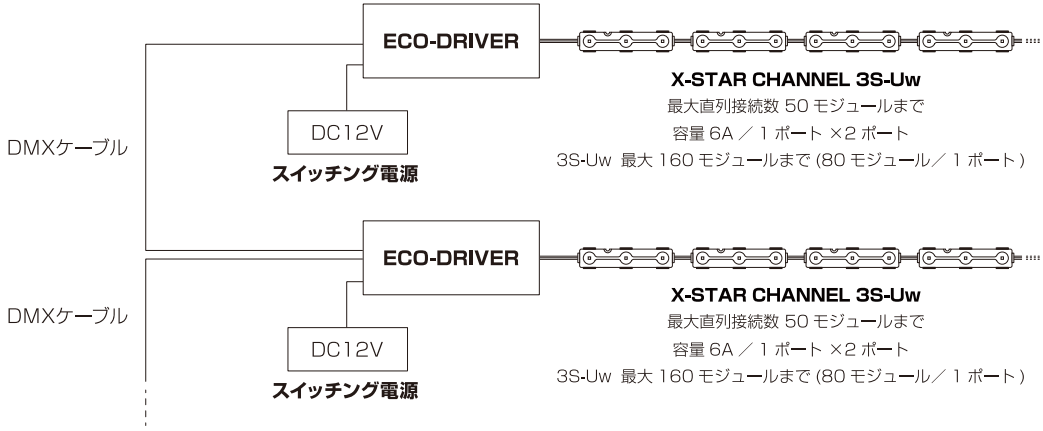 ECO-DRIVER
X-STAR CHANNEL 3S-Uw
最大直列接続数 50 モジュールまで
DC12V
容量 6A ／ 1 ポート ×2 ポート
DMXケーブル
3S-Uw 最大 160 モジュールまで (80 モジュール／ 1 ポート )
スイッチング電源
ECO-DRIVER
X-STAR CHANNEL 3S-Uw
DMXケーブル
最大直列接続数 50 モジュールまで
DC12V
容量 6A ／ 1 ポート ×2 ポート
3S-Uw 最大 160 モジュールまで (80 モジュール／ 1 ポート )
スイッチング電源